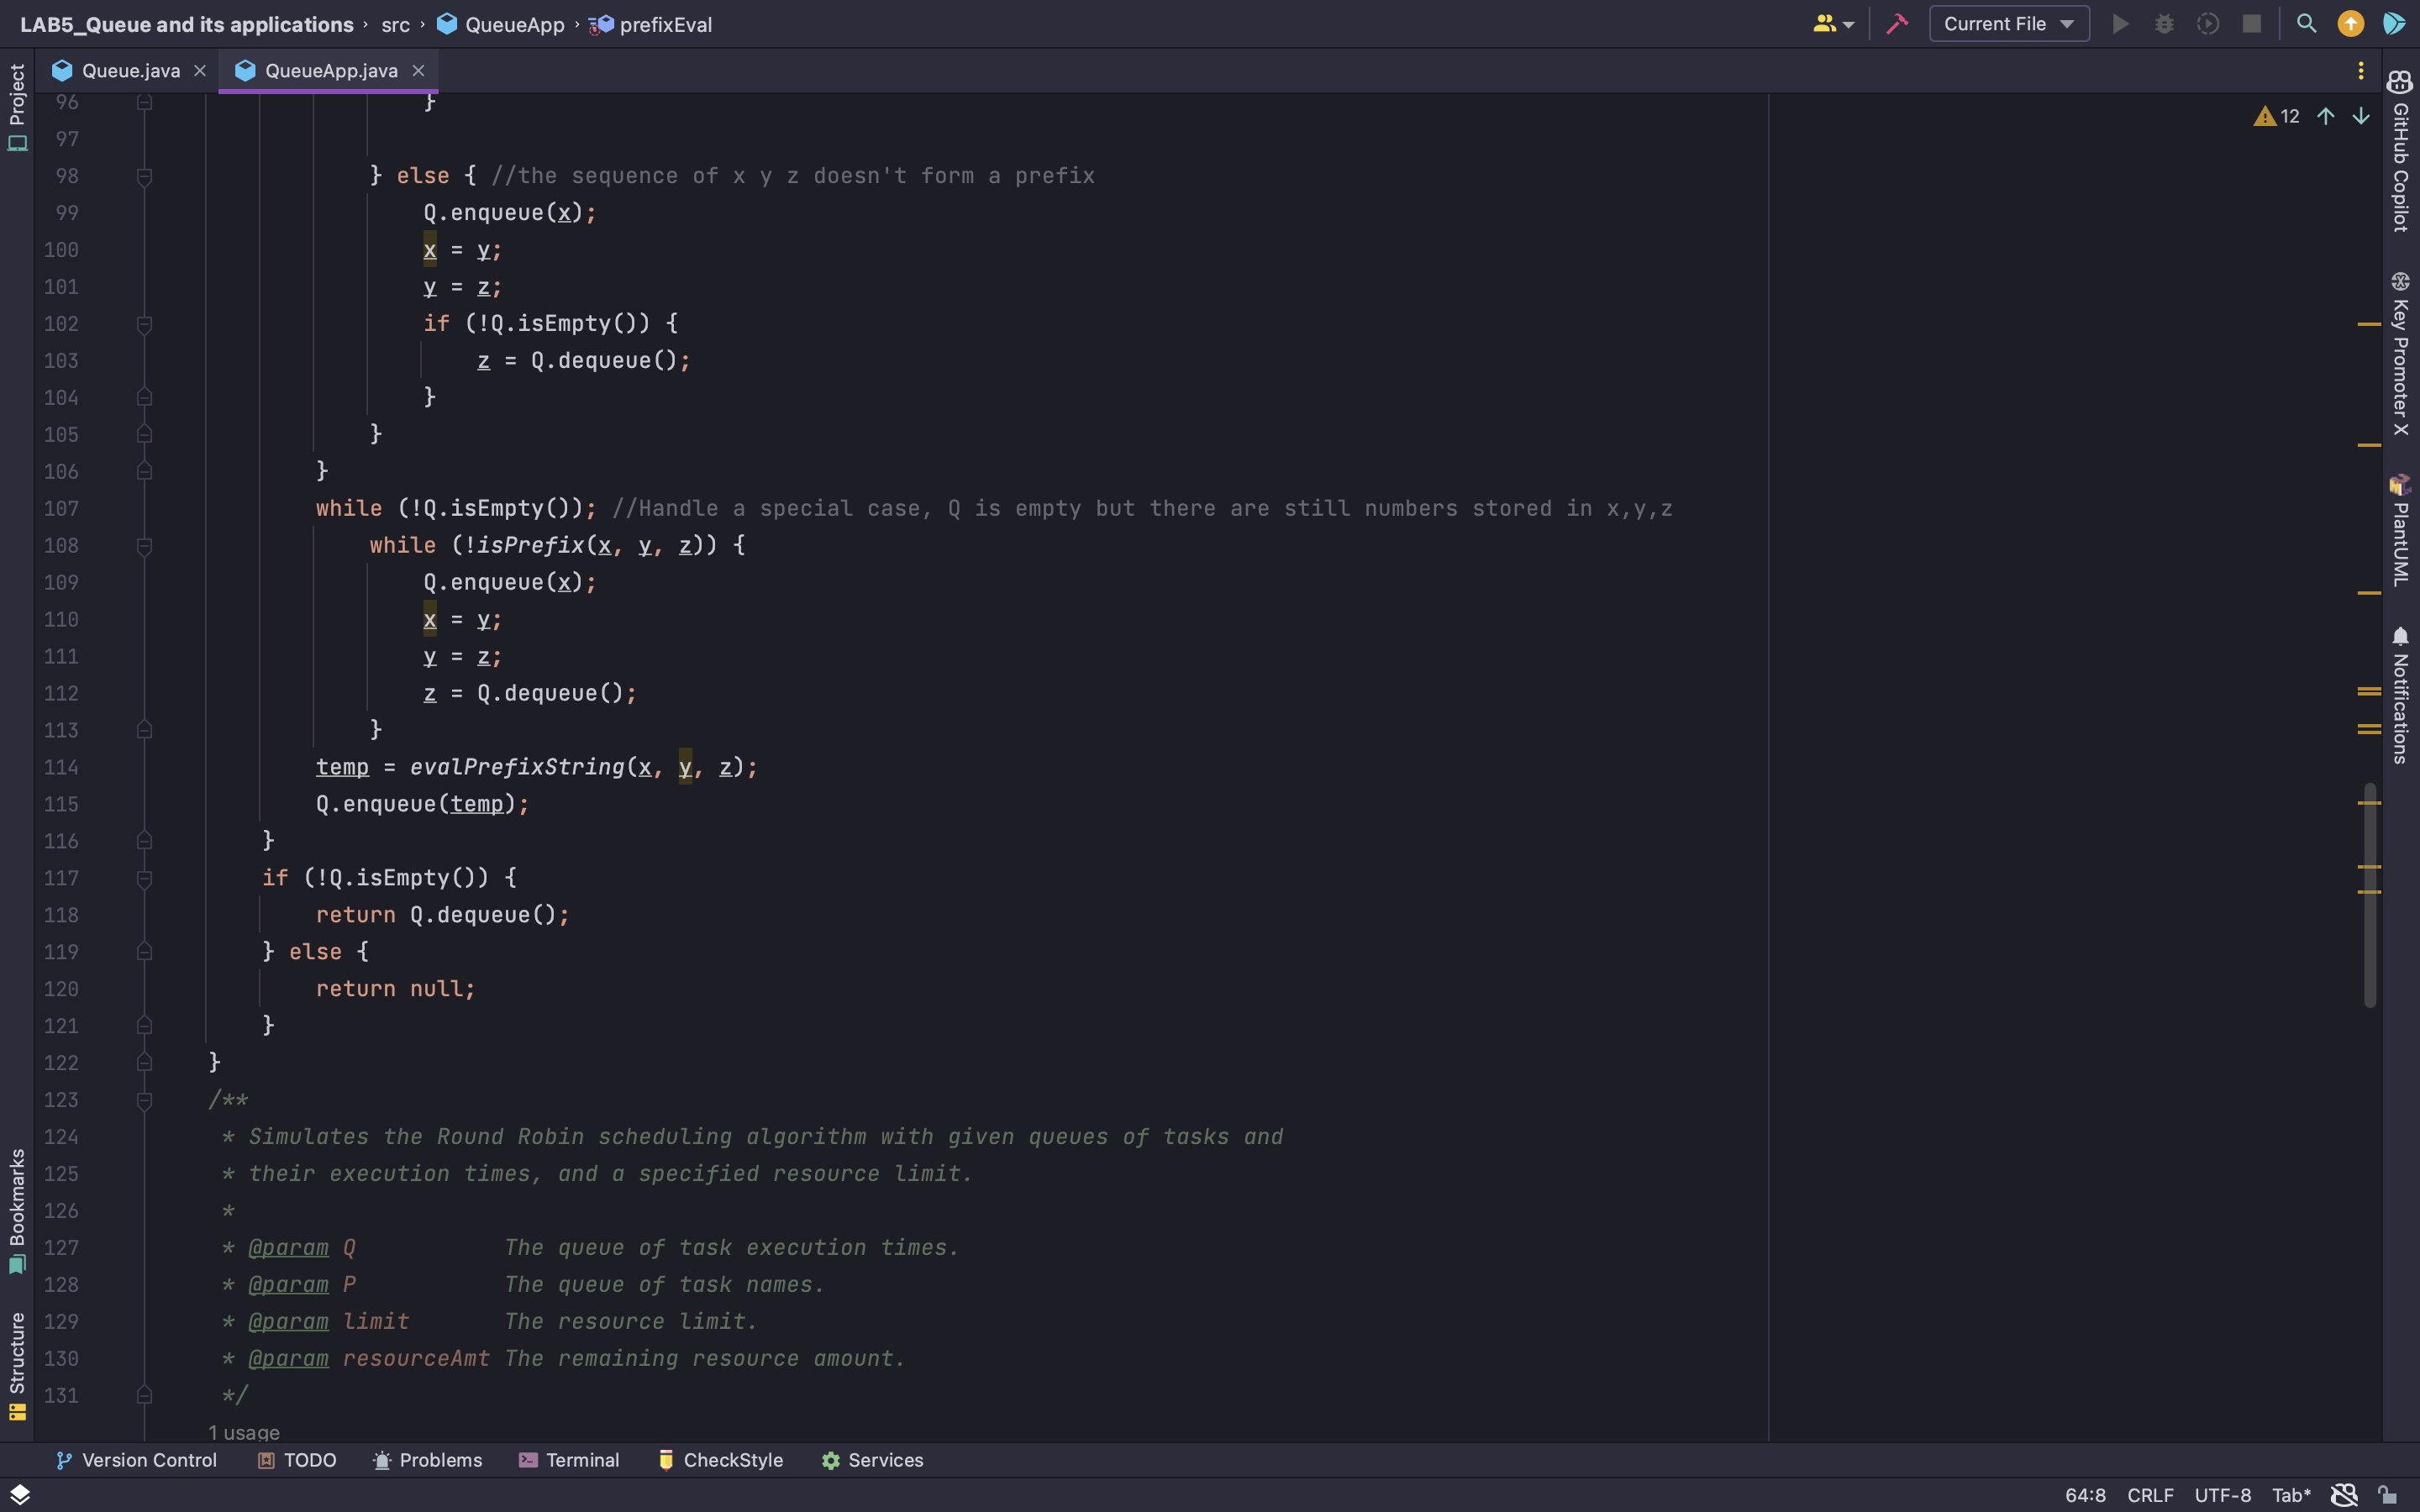 LAB5_Queue and its applications › src › QueueApp › prefixEval
Current File
Queue.java
QueueApp.java
Project
12
96 }
97
98 } else { //the sequence of x y z doesn't form a prefix
99 Q.enqueue(x);
100 x = y;
101 y = z;
102 if (!Q.isEmpty()) {
103 z = Q.dequeue();
104 }
105 }
106 }
107 while (!Q.isEmpty()); //Handle a special case, Q is empty but there are still numbers stored in x,y,z
108 while (!isPrefix(x, y, z)) {
109 Q.enqueue(x);
110 x = y;
111 y = z;
112 z = Q.dequeue();
113 }
114 temp = evalPrefixString(x, y, z);
115 Q.enqueue(temp);
116 }
117 if (!Q.isEmpty()) {
118 return Q.dequeue();
119 } else {
120 return null;
121 }
122 }
123 /**
124 * Simulates the Round Robin scheduling algorithm with given queues of tasks and
125 * their execution times, and a specified resource limit.
126 *
127 * @param Q The queue of task execution times.
128 * @param P The queue of task names.
129 * @param limit The resource limit.
130 * @param resourceAmt The remaining resource amount.
131 */
1 usage
Bookmarks
Structure
GitHub Copilot
Key Promoter X
PlantUML
Notifications
Version Control TODO Problems Terminal CheckStyle Services
64:8 CRLF UTF-8 Tab*